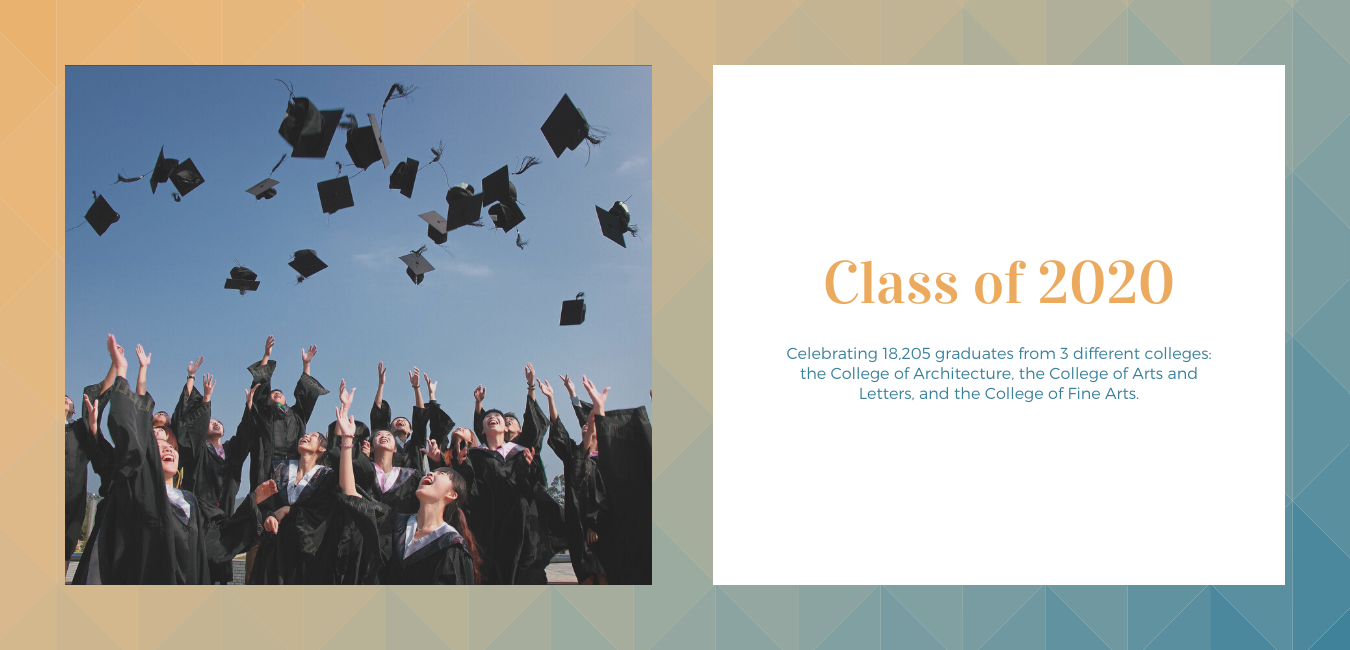 Class of 2020
Celebrating 18,205 graduates from 3 different colleges:
the College of Architecture, the College of Arts and
Letters, and the College of Fine Arts.